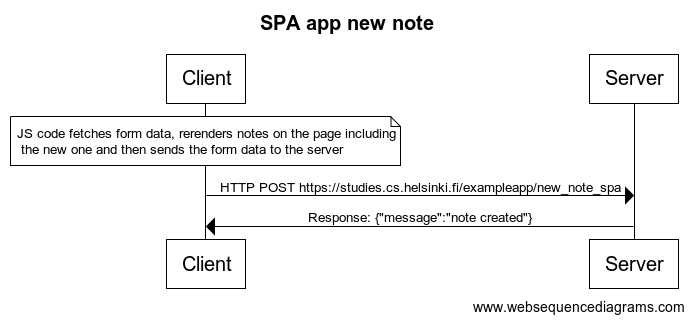 SPA app new note
Client
Server
JS code fetches form data, rerenders notes on the page including
the new one and then sends the form data to the server
HTTP POST https://studies.cs.helsinki.fi/exampleapp/new_note_spa
Response: {"message":"note created"}
Client
Server
www.websequencediagrams.com